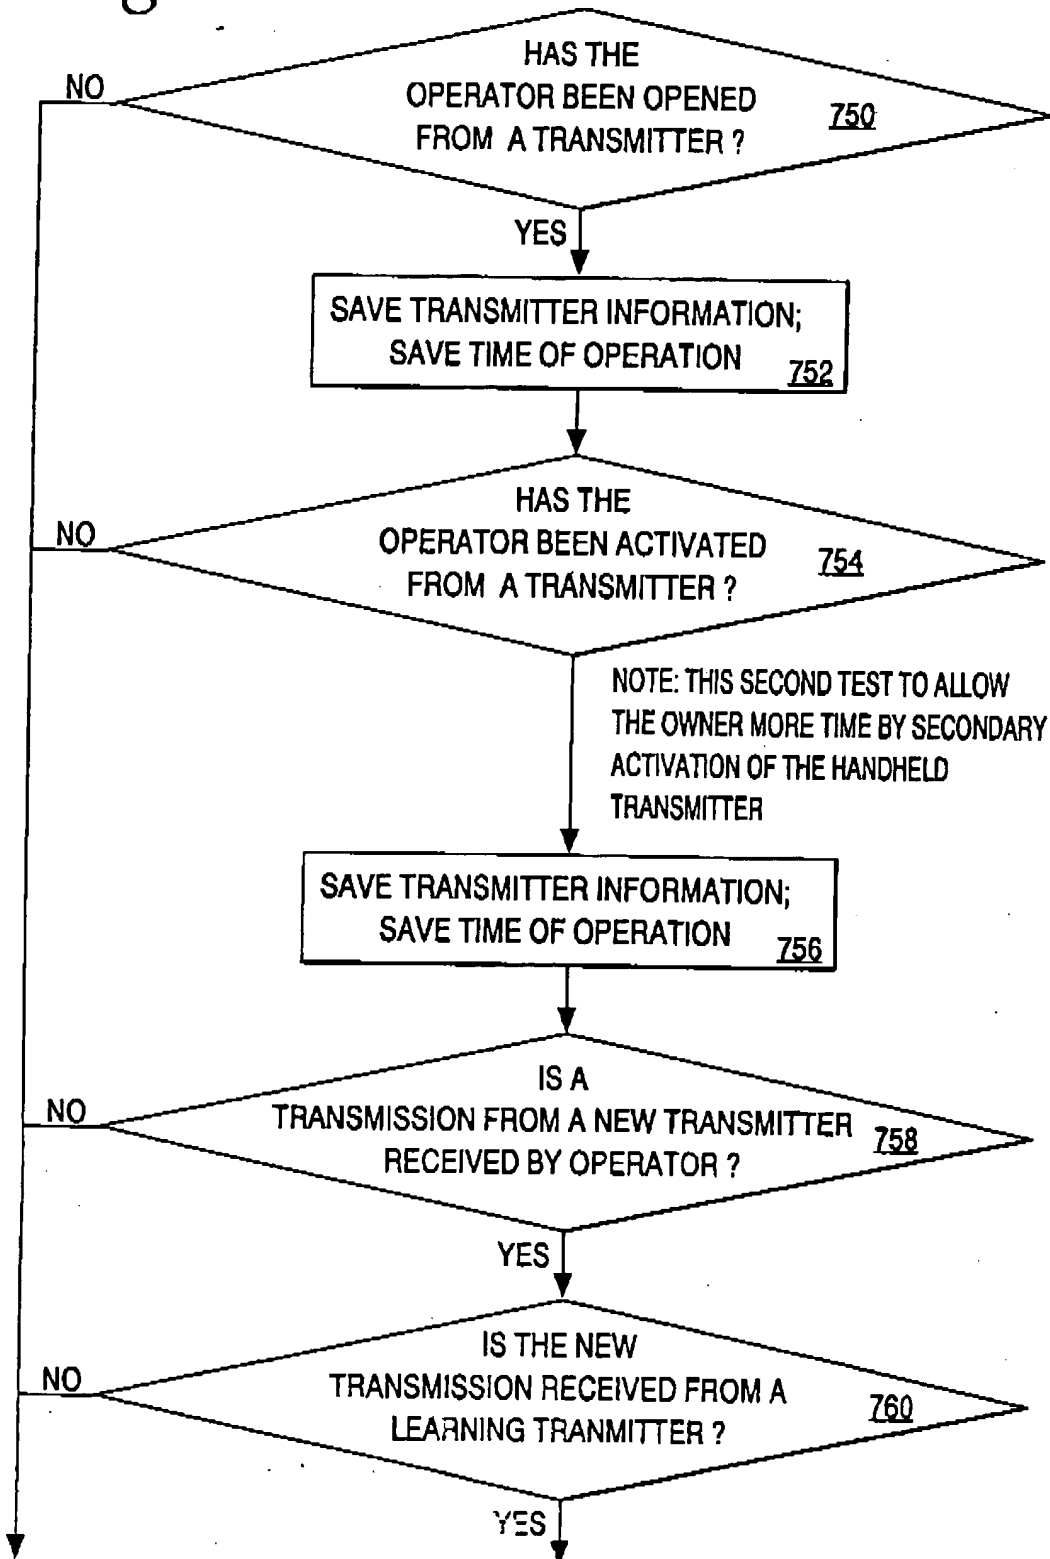 HAS THE
OPERATOR BEEN OPENED
FROM A TRANSMITTER ?
750
NO
YES
SAVE TRANSMITTER INFORMATION;
SAVE TIME OF OPERATION
752
HAS THE
OPERATOR BEEN ACTIVATED
FROM A TRANSMITTER ?
754
NO
NOTE: THIS SECOND TEST TO ALLOW
THE OWNER MORE TIME BY SECONDARY
ACTIVATION OF THE HANDHELD
TRANSMITTER
SAVE TRANSMITTER INFORMATION;
SAVE TIME OF OPERATION
756
IS A
TRANSMISSION FROM A NEW TRANSMITTER
RECEIVED BY OPERATOR ?
758
NO
YES
IS THE NEW
TRANSMISSION RECEIVED FROM A
LEARNING TRANMITTER ?
760
NO
YES